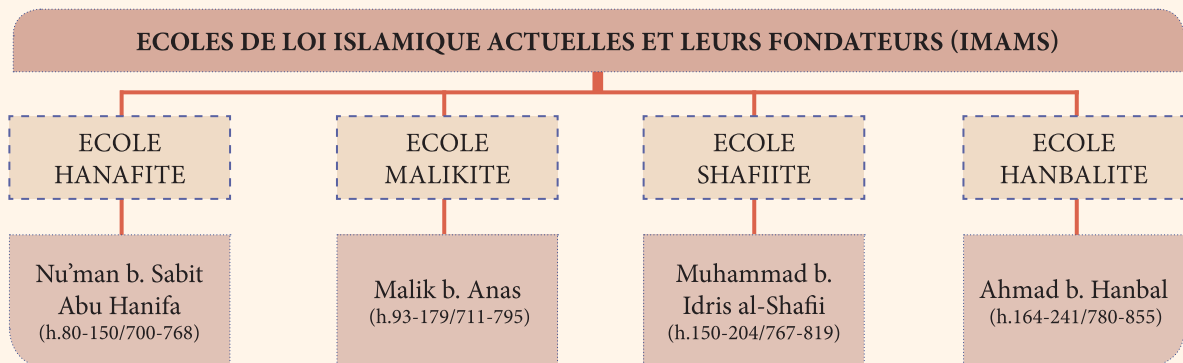 ECOLES DE LOI ISLAMIQUE ACTUELLES ET LEURS FONDATEURS (IMAMS)
ECOLE
HANAFITE
ECOLE
MALIKITE
ECOLE
SHAFIITE
ECOLE
HANBALITE
Nu’man b. Sabit
Abu Hanifa
(h.80-150/700-768)
Malik b. Anas
(h.93-179/711-795)
Muhammad b.
Idris al-Shafii
(h.150-204/767-819)
Ahmad b. Hanbal
(h.164-241/780-855)